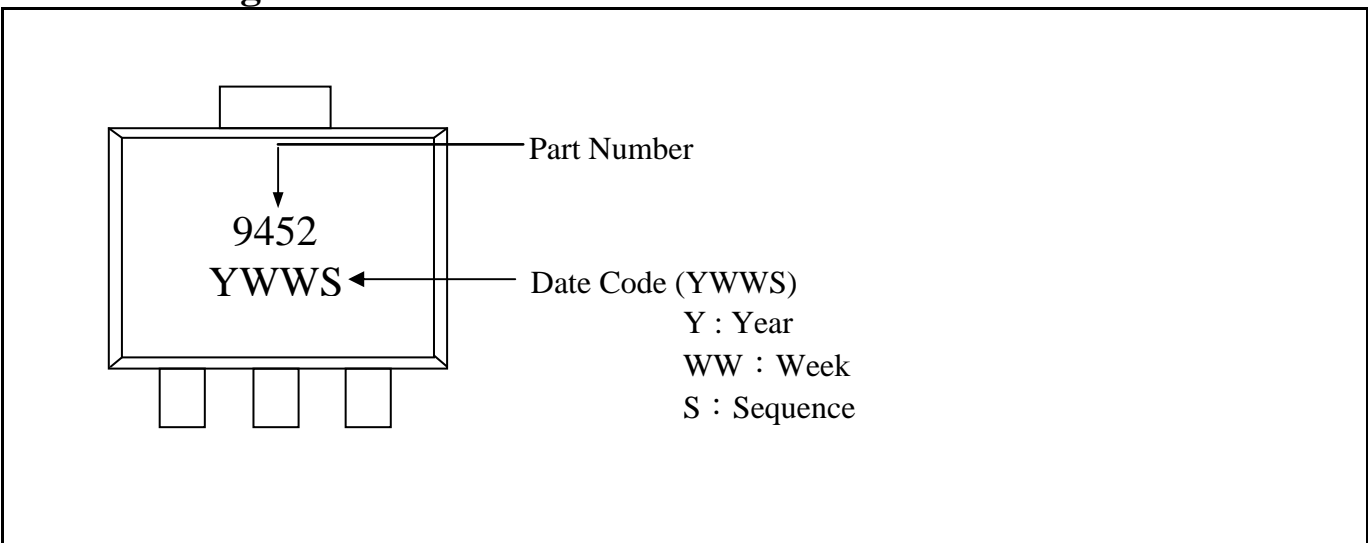 Part Number
9452
YWWS
Date Code (YWWS)
Y : Year
WW：Week
S：Sequence